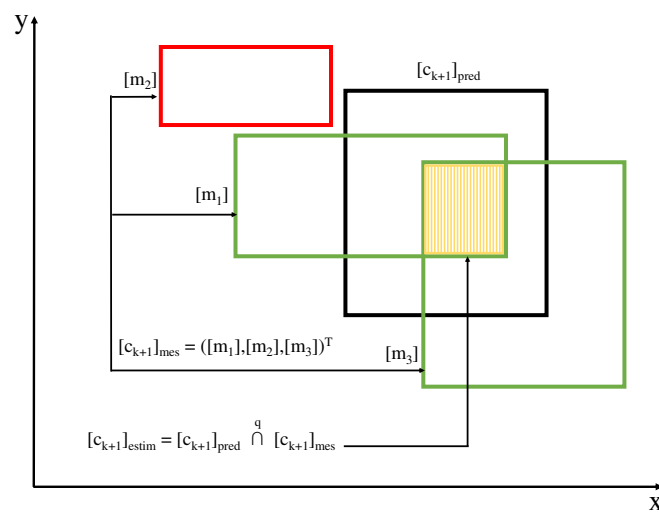 y
[m₂]
[cₖ₊₁]pred
[m₁]
[cₖ₊₁]mes = ([m₁],[m₂],[m₃])ᵀ
[m₃]
[cₖ₊₁]estim = [cₖ₊₁]pred q∩ [cₖ₊₁]mes
x